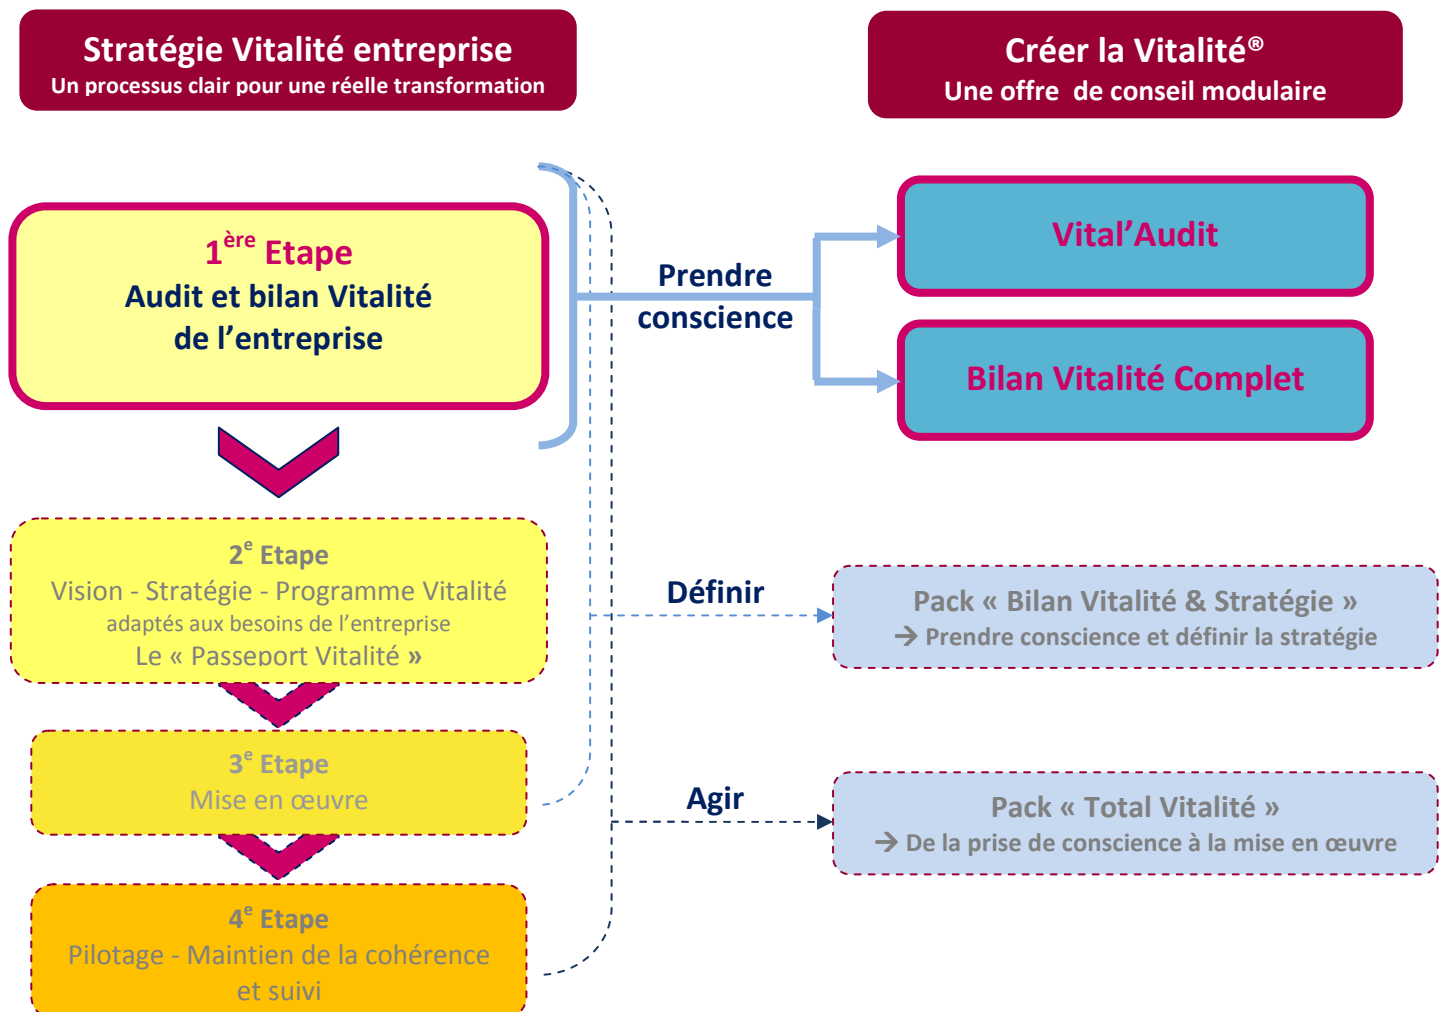 Stratégie Vitalité entreprise
Un processus clair pour une réelle transformation
Créer la Vitalité®
Une offre de conseil modulaire
1ère Etape
Audit et bilan Vitalité
de l’entreprise
Prendre
conscience
Vital’Audit
Bilan Vitalité Complet
2e Etape
Vision - Stratégie - Programme Vitalité
adaptés aux besoins de l’entreprise
Le « Passeport Vitalité »
Définir
Pack « Bilan Vitalité & Stratégie »
→ Prendre conscience et définir la stratégie
3e Etape
Mise en œuvre
Agir
Pack « Total Vitalité »
→ De la prise de conscience à la mise en œuvre
4e Etape
Pilotage - Maintien de la cohérence
et suivi